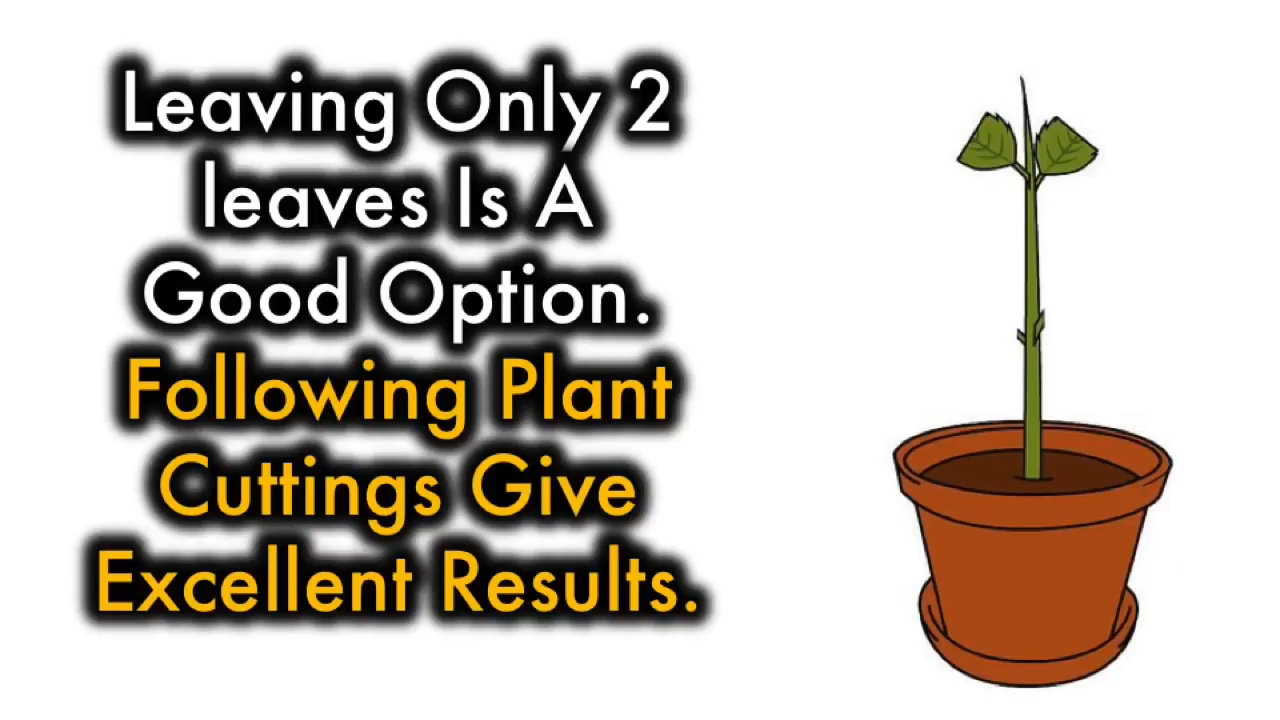 Leaving Only 2
leaves Is A
Good Option.
Following Plant
Cuttings Give
Excellent Results.